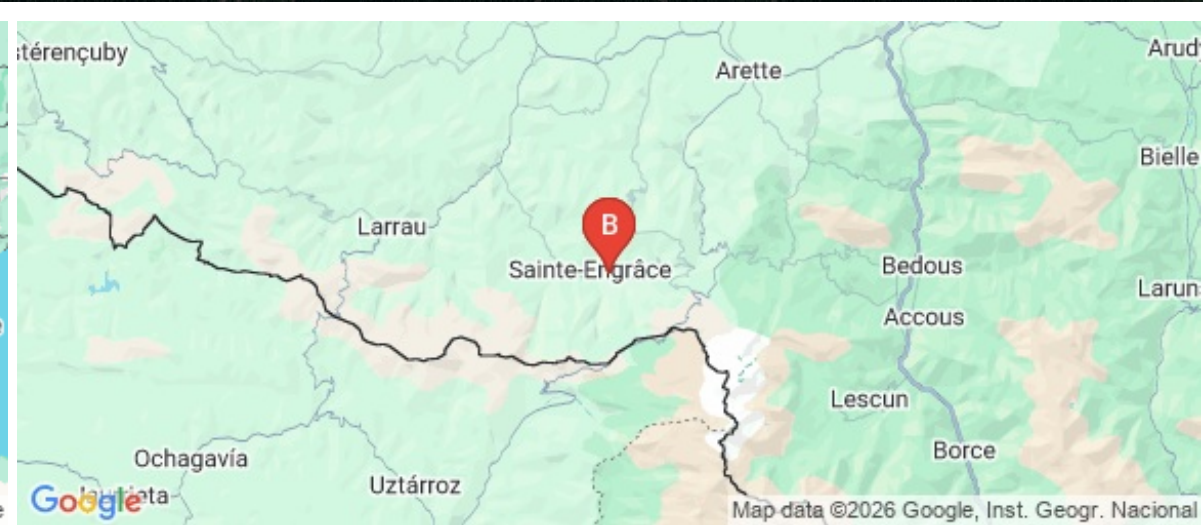 stérençuby
Arudy
Arette
Bielle
Larrau
B
Sainte-Engrâce
Bedous
Larun
Accous
Lescun
Ochagavía
Borce
Uztárroz
Google
Map data ©2026 Google, Inst. Geogr. Nacional